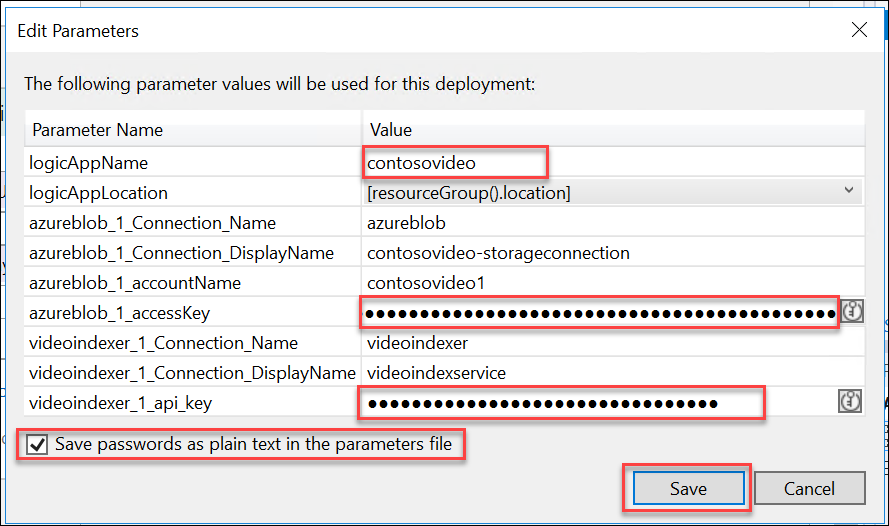 Edit Parameters
The following parameter values will be used for this deployment:
Parameter Name Value
logicAppName contosovideo
logicAppLocation [resourceGroup().location]
azureblob_1_Connection_Name azureblob
azureblob_1_Connection_DisplayName contosovideo-storageconnection
azureblob_1_accountName contosovideo1
azureblob_1_accessKey
videoindexer_1_Connection_Name videoindexer
videoindexer_1_Connection_DisplayName videoindexservice
videoindexer_1_api_key
Save passwords as plain text in the parameters file
Save Cancel